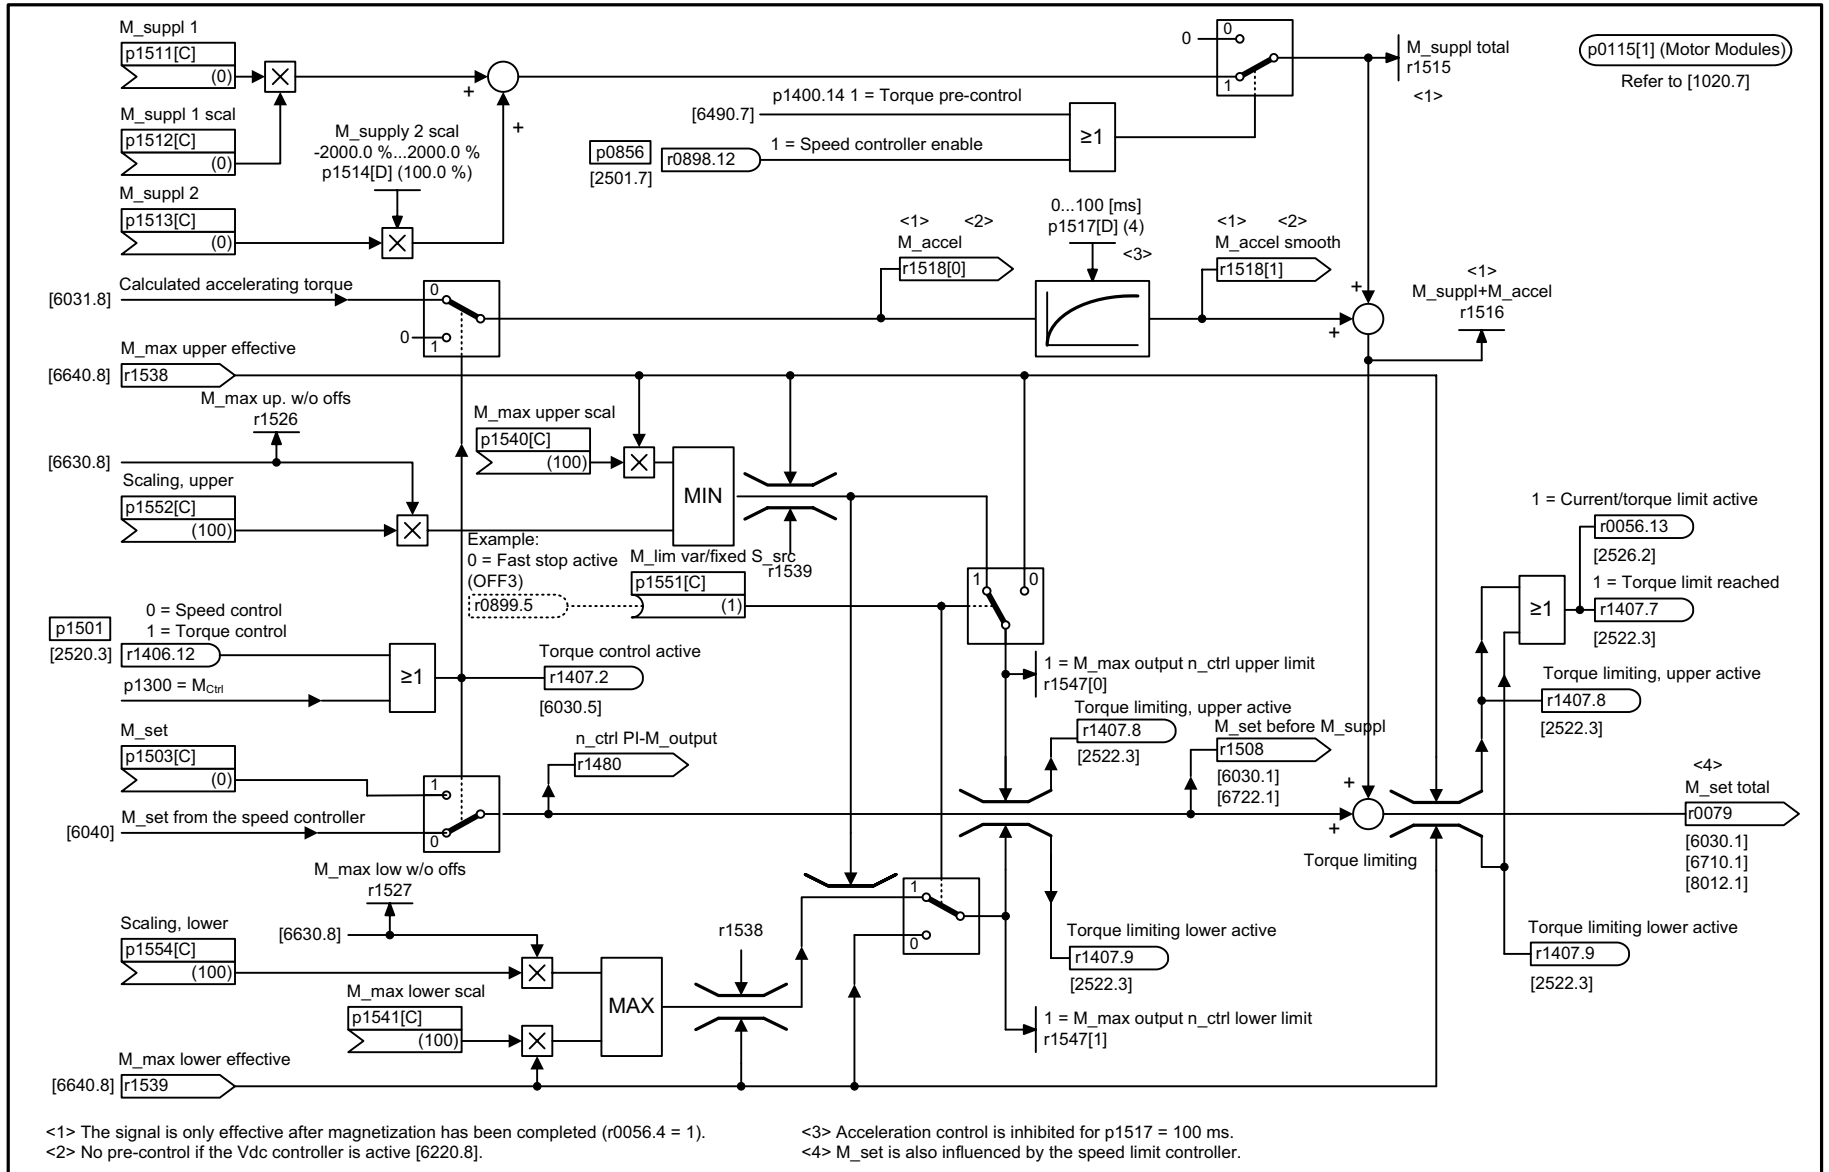 M_suppl 1
p1511[C]
(0)
M_suppl 1 scal
p1512[C]
(0)
M_suppl 2
p1513[C]
(0)
M_supply 2 scal
-2000.0 %...2000.0 %
p1514[D] (100.0 %)
+
+
p1400.14 1 = Torque pre-control
[6490.7]
p0856
[2501.7]
r0898.12
1 = Speed controller enable
≥1
0
0
1
M_suppl total
r1515
<1>
p0115[1] (Motor Modules)
Refer to [1020.7]
Calculated accelerating torque
[6031.8]
0
0
1
<1> <2>
M_accel
r1518[0]
0...100 [ms]
p1517[D] (4)
<3>
<1> <2>
M_accel smooth
r1518[1]
+
+
<1>
M_suppl+M_accel
r1516
M_max upper effective
[6640.8]
r1538
M_max up. w/o offs
r1526
[6630.8]
Scaling, upper
p1552[C]
(100)
M_max upper scal
p1540[C]
(100)
MIN
r1539
Example:
0 = Fast stop active
(OFF3)
r0899.5
M_lim var/fixed S_src
p1551[C]
(1)
1
0
1 = Current/torque limit active
r0056.13
[2526.2]
1 = Torque limit reached
r1407.7
[2522.3]
≥1
p1501
[2520.3]
0 = Speed control
1 = Torque control
r1406.12
p1300 = MCtrl
≥1
Torque control active
r1407.2
[6030.5]
1 = M_max output n_ctrl upper limit
r1547[0]
Torque limiting, upper active
r1407.8
[2522.3]
Torque limiting, upper active
r1407.8
[2522.3]
M_set
p1503[C]
(0)
[6040]
M_set from the speed controller
1
0
n_ctrl PI-M_output
r1480
M_set before M_suppl
r1508
[6030.1]
[6722.1]
+
+
Torque limiting
<4>
M_set total
r0079
[6030.1]
[6710.1]
[8012.1]
M_max low w/o offs
r1527
[6630.8]
Scaling, lower
p1554[C]
(100)
M_max lower scal
p1541[C]
(100)
MAX
r1538
1
0
Torque limiting lower active
r1407.9
[2522.3]
Torque limiting lower active
r1407.9
[2522.3]
1 = M_max output n_ctrl lower limit
r1547[1]
M_max lower effective
[6640.8]
r1539
<1> The signal is only effective after magnetization has been completed (r0056.4 = 1).
<2> No pre-control if the Vdc controller is active [6220.8].
<3> Acceleration control is inhibited for p1517 = 100 ms.
<4> M_set is also influenced by the speed limit controller.